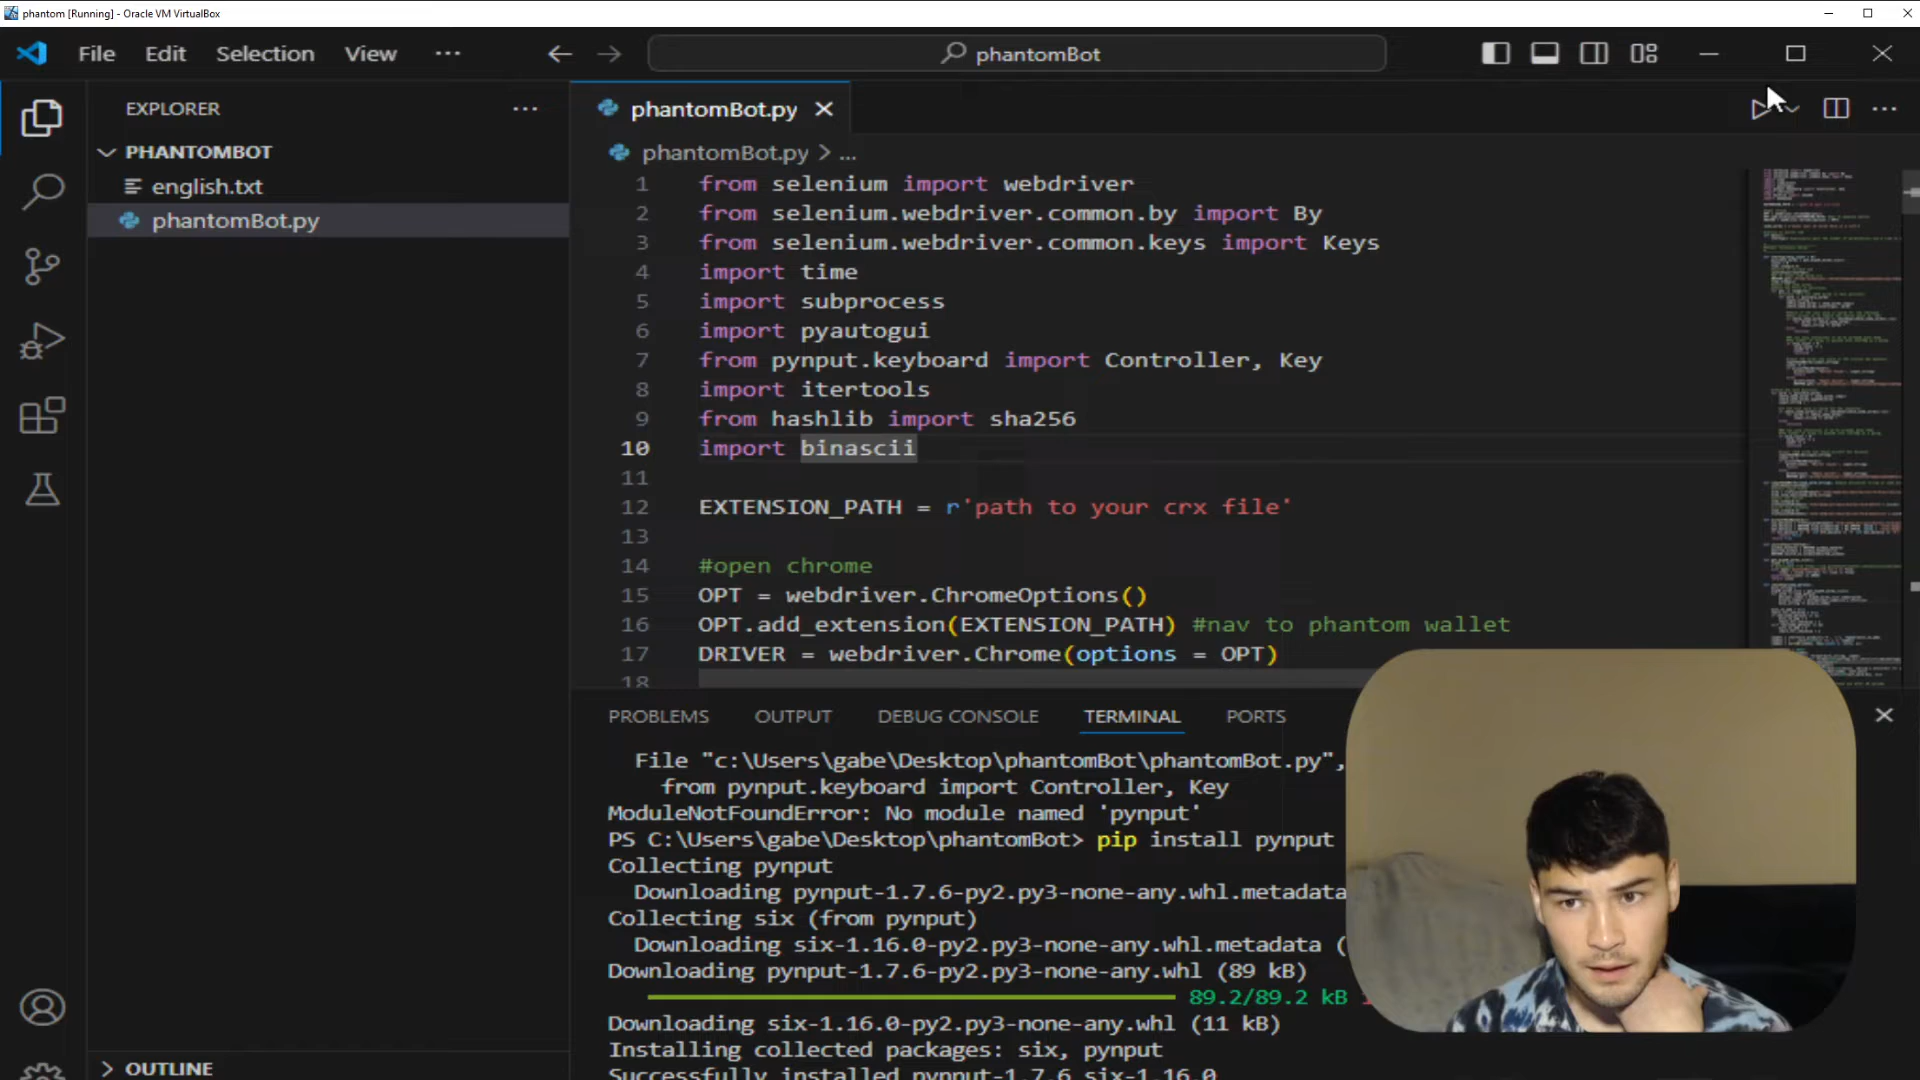 phantom [Running] - Oracle VM VirtualBox
File Edit Selection View ...
phantomBot
EXPLORER
PHANTOMBOT
english.txt
phantomBot.py
OUTLINE
phantomBot.py
phantomBot.py > ...
1 from selenium import webdriver
2 from selenium.webdriver.common.by import By
3 from selenium.webdriver.common.keys import Keys
4 import time
5 import subprocess
6 import pyautogui
7 from pynput.keyboard import Controller, Key
8 import itertools
9 from hashlib import sha256
10 import binascii
11
12 EXTENSION_PATH = r'path to your crx file'
13
14 #open chrome
15 OPT = webdriver.ChromeOptions()
16 OPT.add_extension(EXTENSION_PATH) #nav to phantom wallet
17 DRIVER = webdriver.Chrome(options = OPT)
18
PROBLEMS OUTPUT DEBUG CONSOLE TERMINAL PORTS
File "c:\Users\gabe\Desktop\phantomBot\phantomBot.py",
from pynput.keyboard import Controller, Key
ModuleNotFoundError: No module named 'pynput'
PS C:\Users\gabe\Desktop\phantomBot> pip install pynput
Collecting pynput
Downloading pynput-1.7.6-py2.py3-none-any.whl.metadata
Collecting six (from pynput)
Downloading six-1.16.0-py2.py3-none-any.whl.metadata (
Downloading pynput-1.7.6-py2.py3-none-any.whl (89 kB)
89.2/89.2 kB
Downloading six-1.16.0-py2.py3-none-any.whl (11 kB)
Installing collected packages: six, pynput
Successfully installed pynput-1.7.6 six-1.16.0